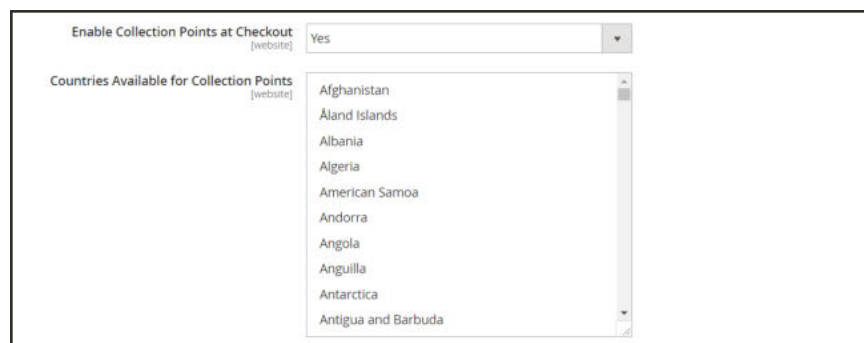 Enable Collection Points at Checkout
[website]
Yes
Countries Available for Collection Points
[website]
Afghanistan
Åland Islands
Albania
Algeria
American Samoa
Andorra
Angola
Anguilla
Antarctica
Antigua and Barbuda